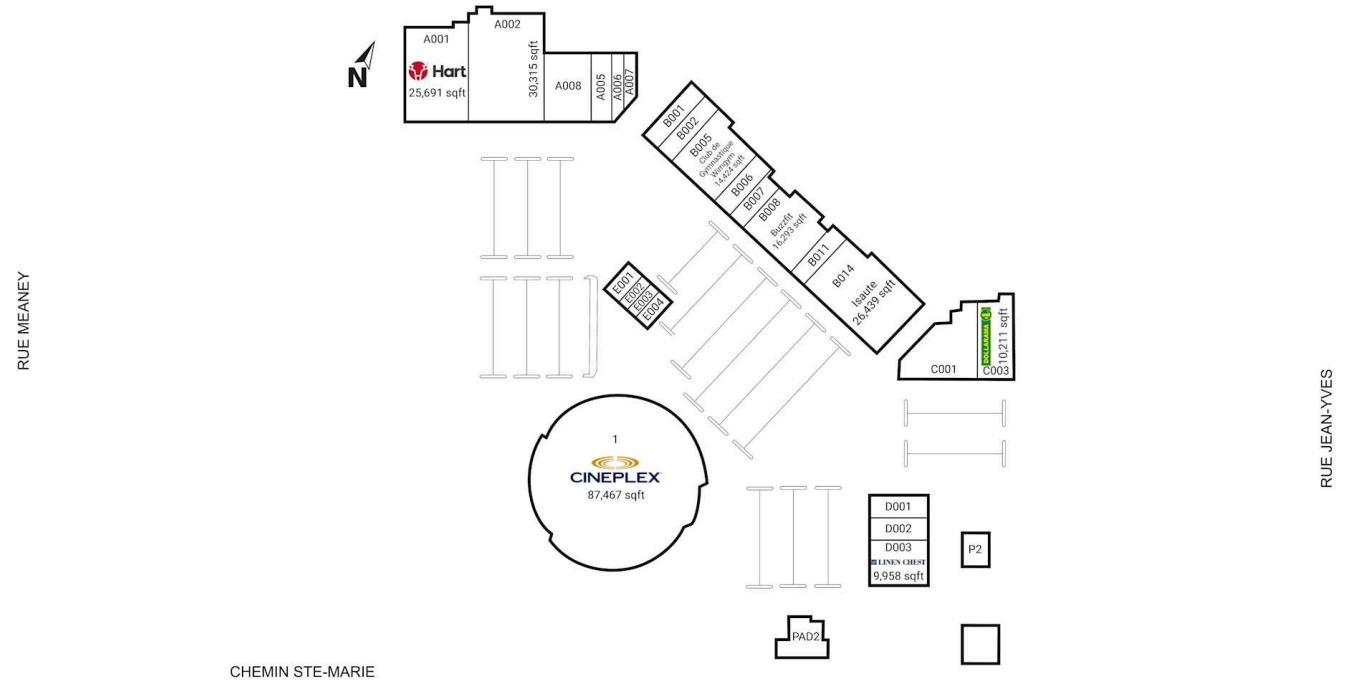 A002
A001
Hart
25,691 sqft
30,315 sqft
A008
A005
A006
A007
N
B001
B002
B005
Club de
Gymnastique
Wimgym
14,424 sqft
B006
B007
B008
Buzzfit
16,293 sqft
B011
B014
Isaute
26,439 sqft
E001
E002
E003
E004
RUE MEANEY
C001
DOLLARAMA
10,211 sqft
C003
RUE JEAN-YVES
1
CINEPLEX
87,467 sqft
D001
D002
D003
LINEN CHEST
9,958 sqft
P2
PAD2
CHEMIN STE-MARIE